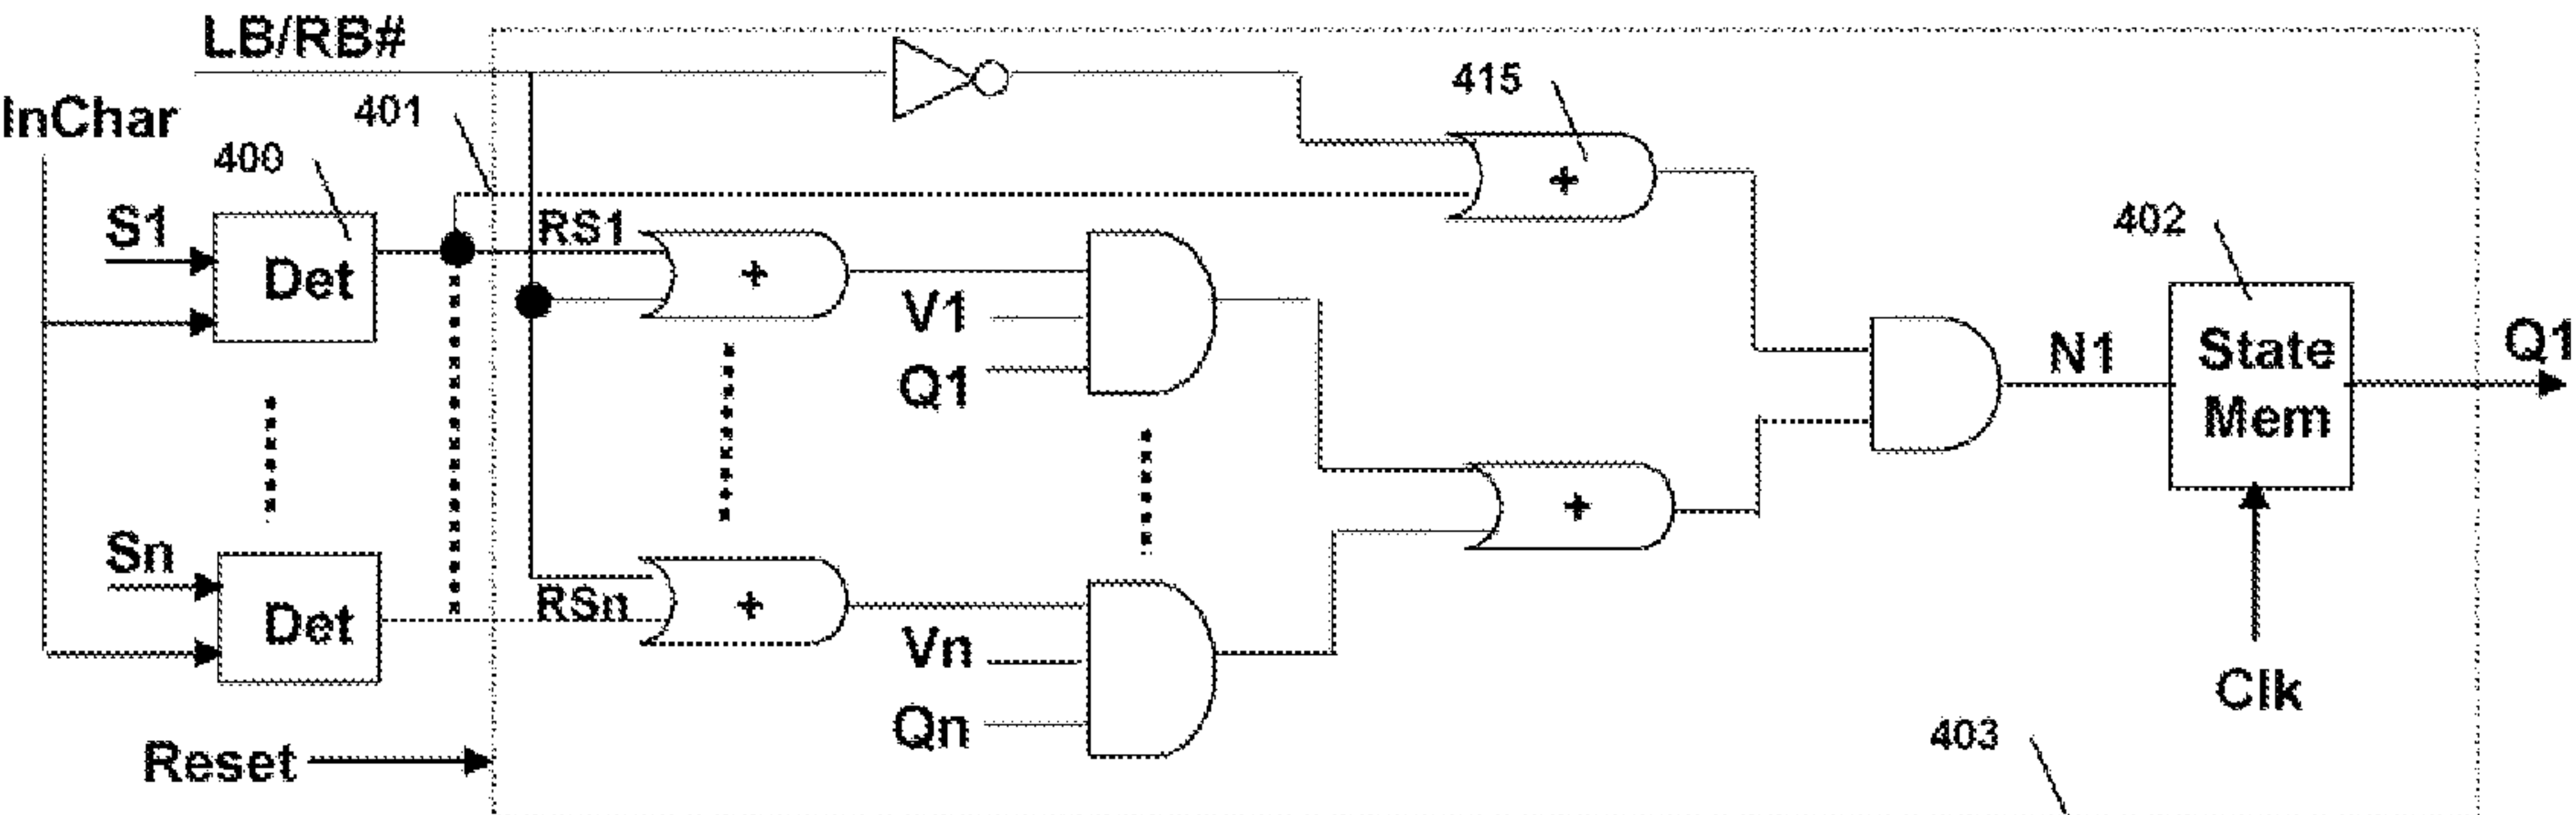 LB/RB#
InChar
401
415
400
S1
RS1
+
402
Det
+
V1
State
Mem
N1
Q1
Q1
Sn
+
RSn
Det
+
Vn
Clk
Qn
Reset
403